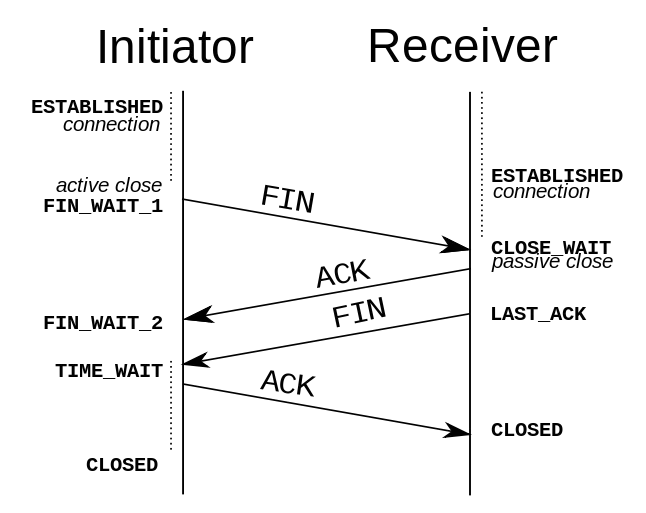 Initiator
Receiver
ESTABLISHED
connection
active close
FIN_WAIT_1
FIN
ESTABLISHED
connection
CLOSE_WAIT
passive close
ACK
FIN
LAST_ACK
FIN_WAIT_2
TIME_WAIT
ACK
CLOSED
CLOSED